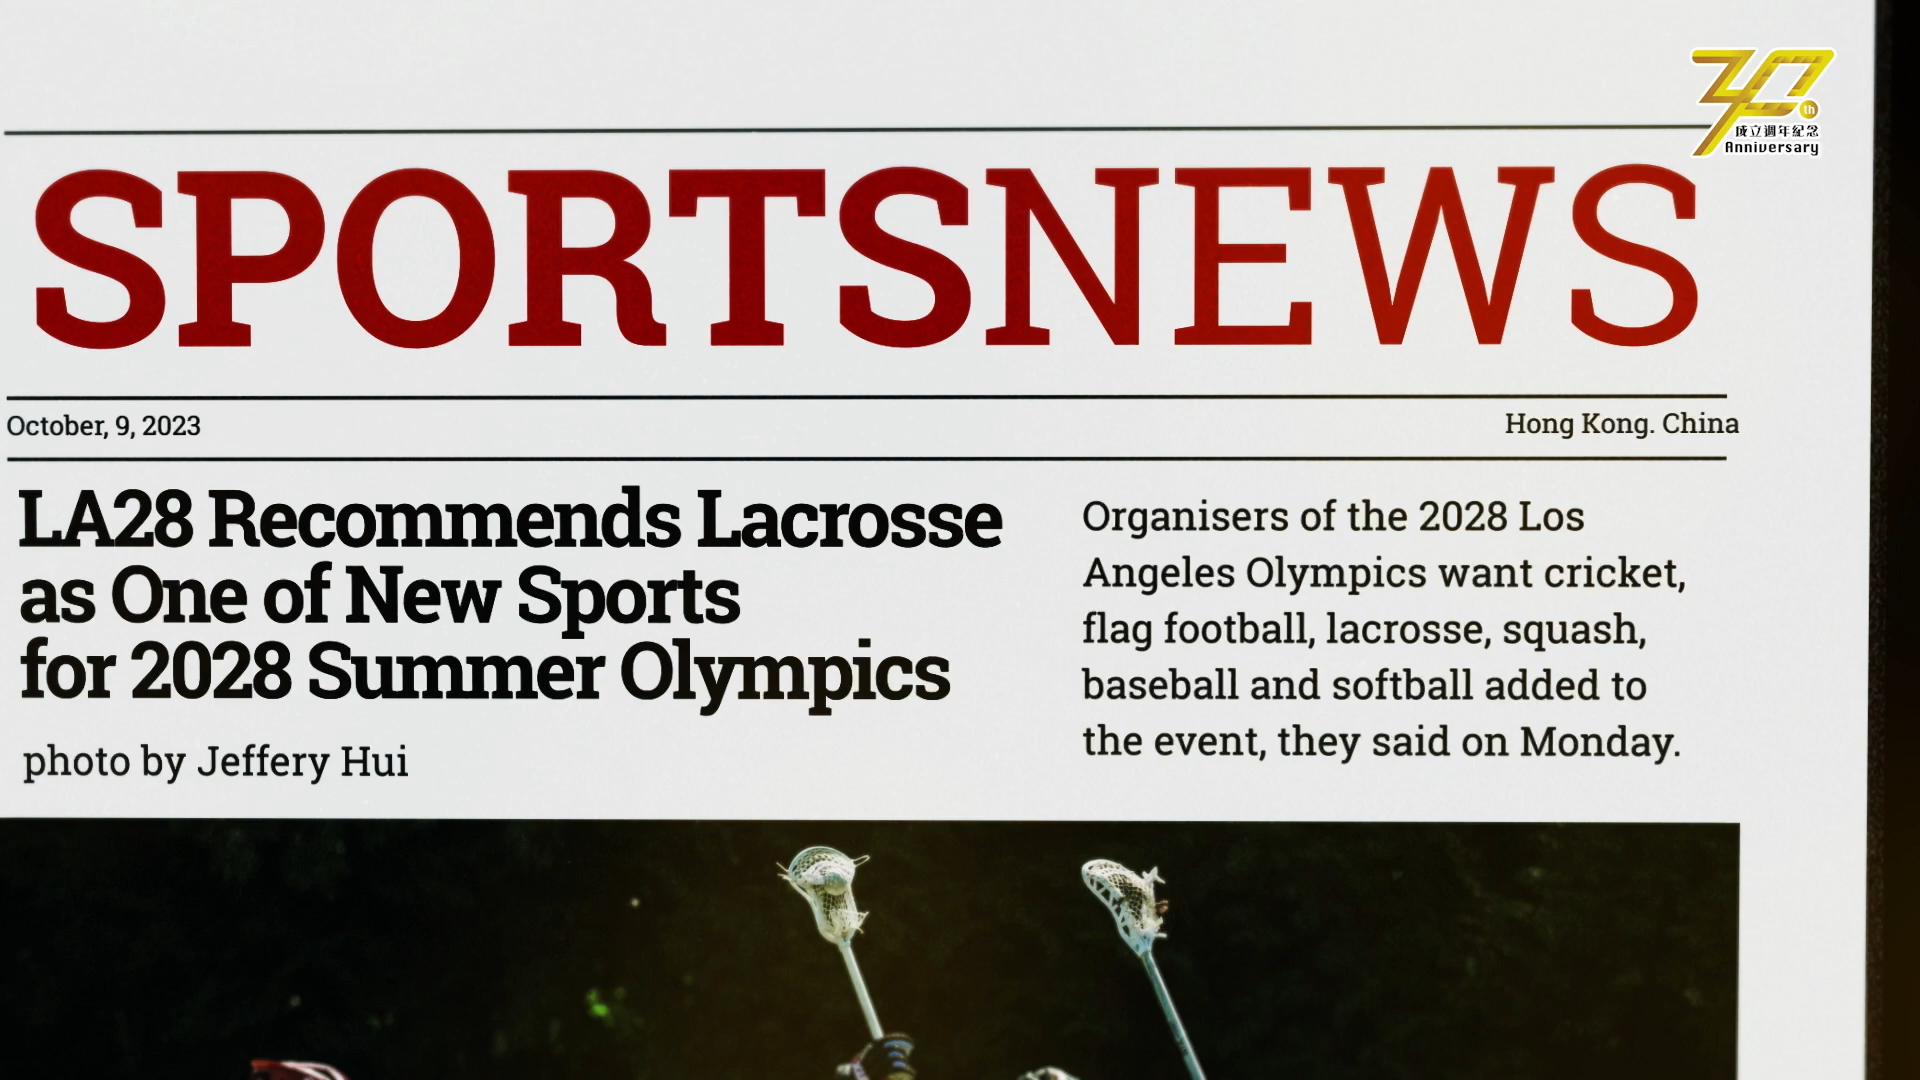 30th
成立週年紀念
Anniversary
SPORTSNEWS
October, 9, 2023
Hong Kong. China
LA28 Recommends Lacrosse
as One of New Sports
for 2028 Summer Olympics
photo by Jeffery Hui
Organisers of the 2028 Los
Angeles Olympics want cricket,
flag football, lacrosse, squash,
baseball and softball added to
the event, they said on Monday.